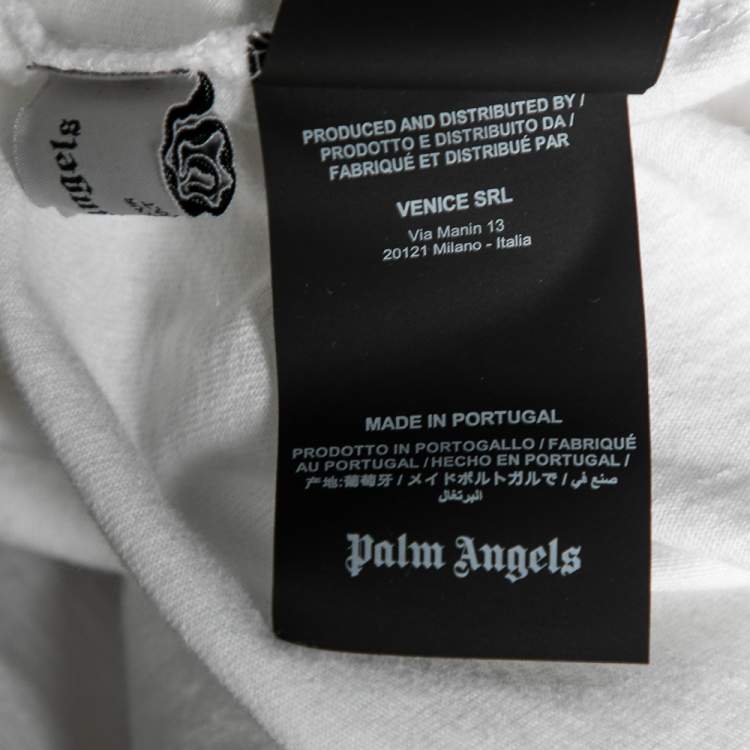 Angels
PRODUCED AND DISTRIBUTED BY /
PRODOTTO E DISTRIBUITO DA /
FABRIQUÉ ET DISTRIBUÉ PAR
VENICE SRL
Via Manin 13
20121 Milano - Italia
MADE IN PORTUGAL
PRODOTTO IN PORTOGALLO / FABRIQUÉ
AU PORTUGAL / HECHO EN PORTUGAL /
产地:葡萄牙 / メイドポルトガルで / صنع في
البرتغال
Palm Angels